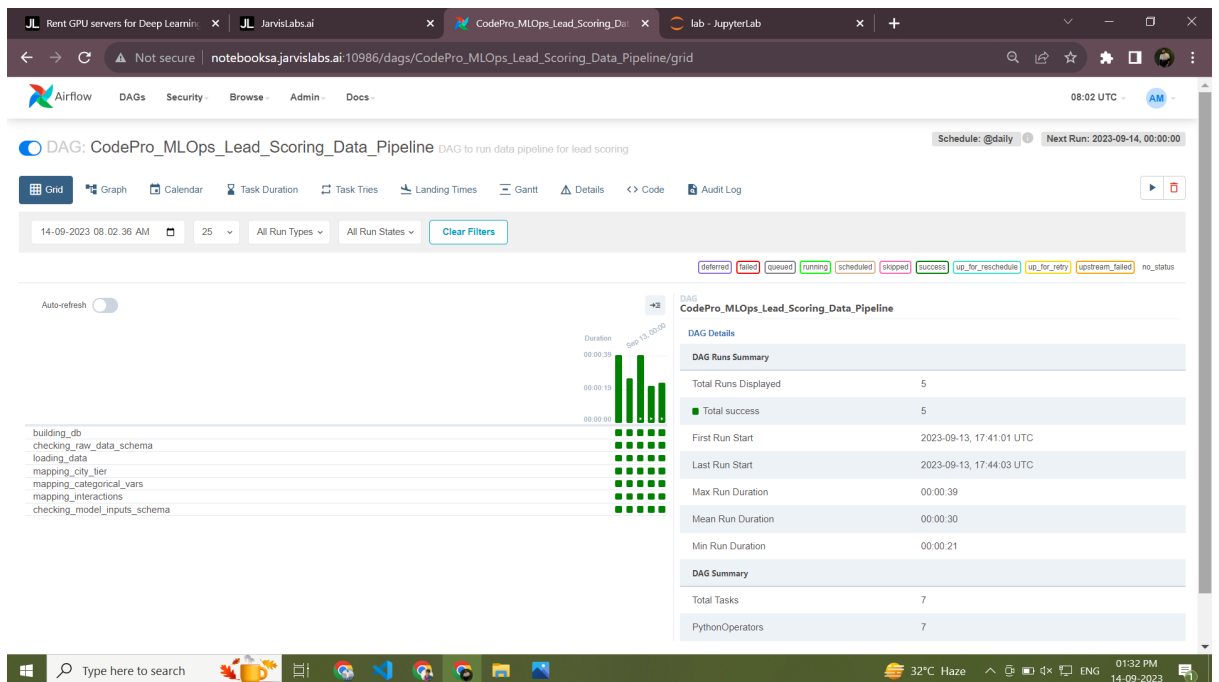 JL Rent GPU servers for Deep Learning
JL JarvisLabs.ai
CodePro_MLOps_Lead_Scoring_Dat
lab - JupyterLab
Not secure notebooksa.jarvislabs.ai:10986/dags/CodePro_MLOps_Lead_Scoring_Data_Pipeline/grid
Airflow DAGs Security Browse Admin Docs 08:02 UTC AM
DAG: CodePro_MLOps_Lead_Scoring_Data_Pipeline DAG to run data pipeline for lead scoring
Schedule: @daily Next Run: 2023-09-14, 00:00:00
Grid Graph Calendar Task Duration Task Tries Landing Times Gantt Details <> Code Audit Log
14-09-2023 08.02.36 AM 25 All Run Types All Run States Clear Filters
deferred failed queued running scheduled skipped success up_for_reschedule up_for_retry upstream_failed no_status
Auto-refresh
Duration Sep 13, 00:00
00:00:39
00:00:19
00:00:00
building_db
checking_raw_data_schema
loading_data
mapping_city_tier
mapping_categorical_vars
mapping_interactions
checking_model_inputs_schema
DAG
CodePro_MLOps_Lead_Scoring_Data_Pipeline
DAG Details
DAG Runs Summary
Total Runs Displayed 5
Total success 5
First Run Start 2023-09-13, 17:41:01 UTC
Last Run Start 2023-09-13, 17:44:03 UTC
Max Run Duration 00:00:39
Mean Run Duration 00:00:30
Min Run Duration 00:00:21
DAG Summary
Total Tasks 7
PythonOperators 7
Type here to search
32°C Haze ENG 01:32 PM
14-09-2023